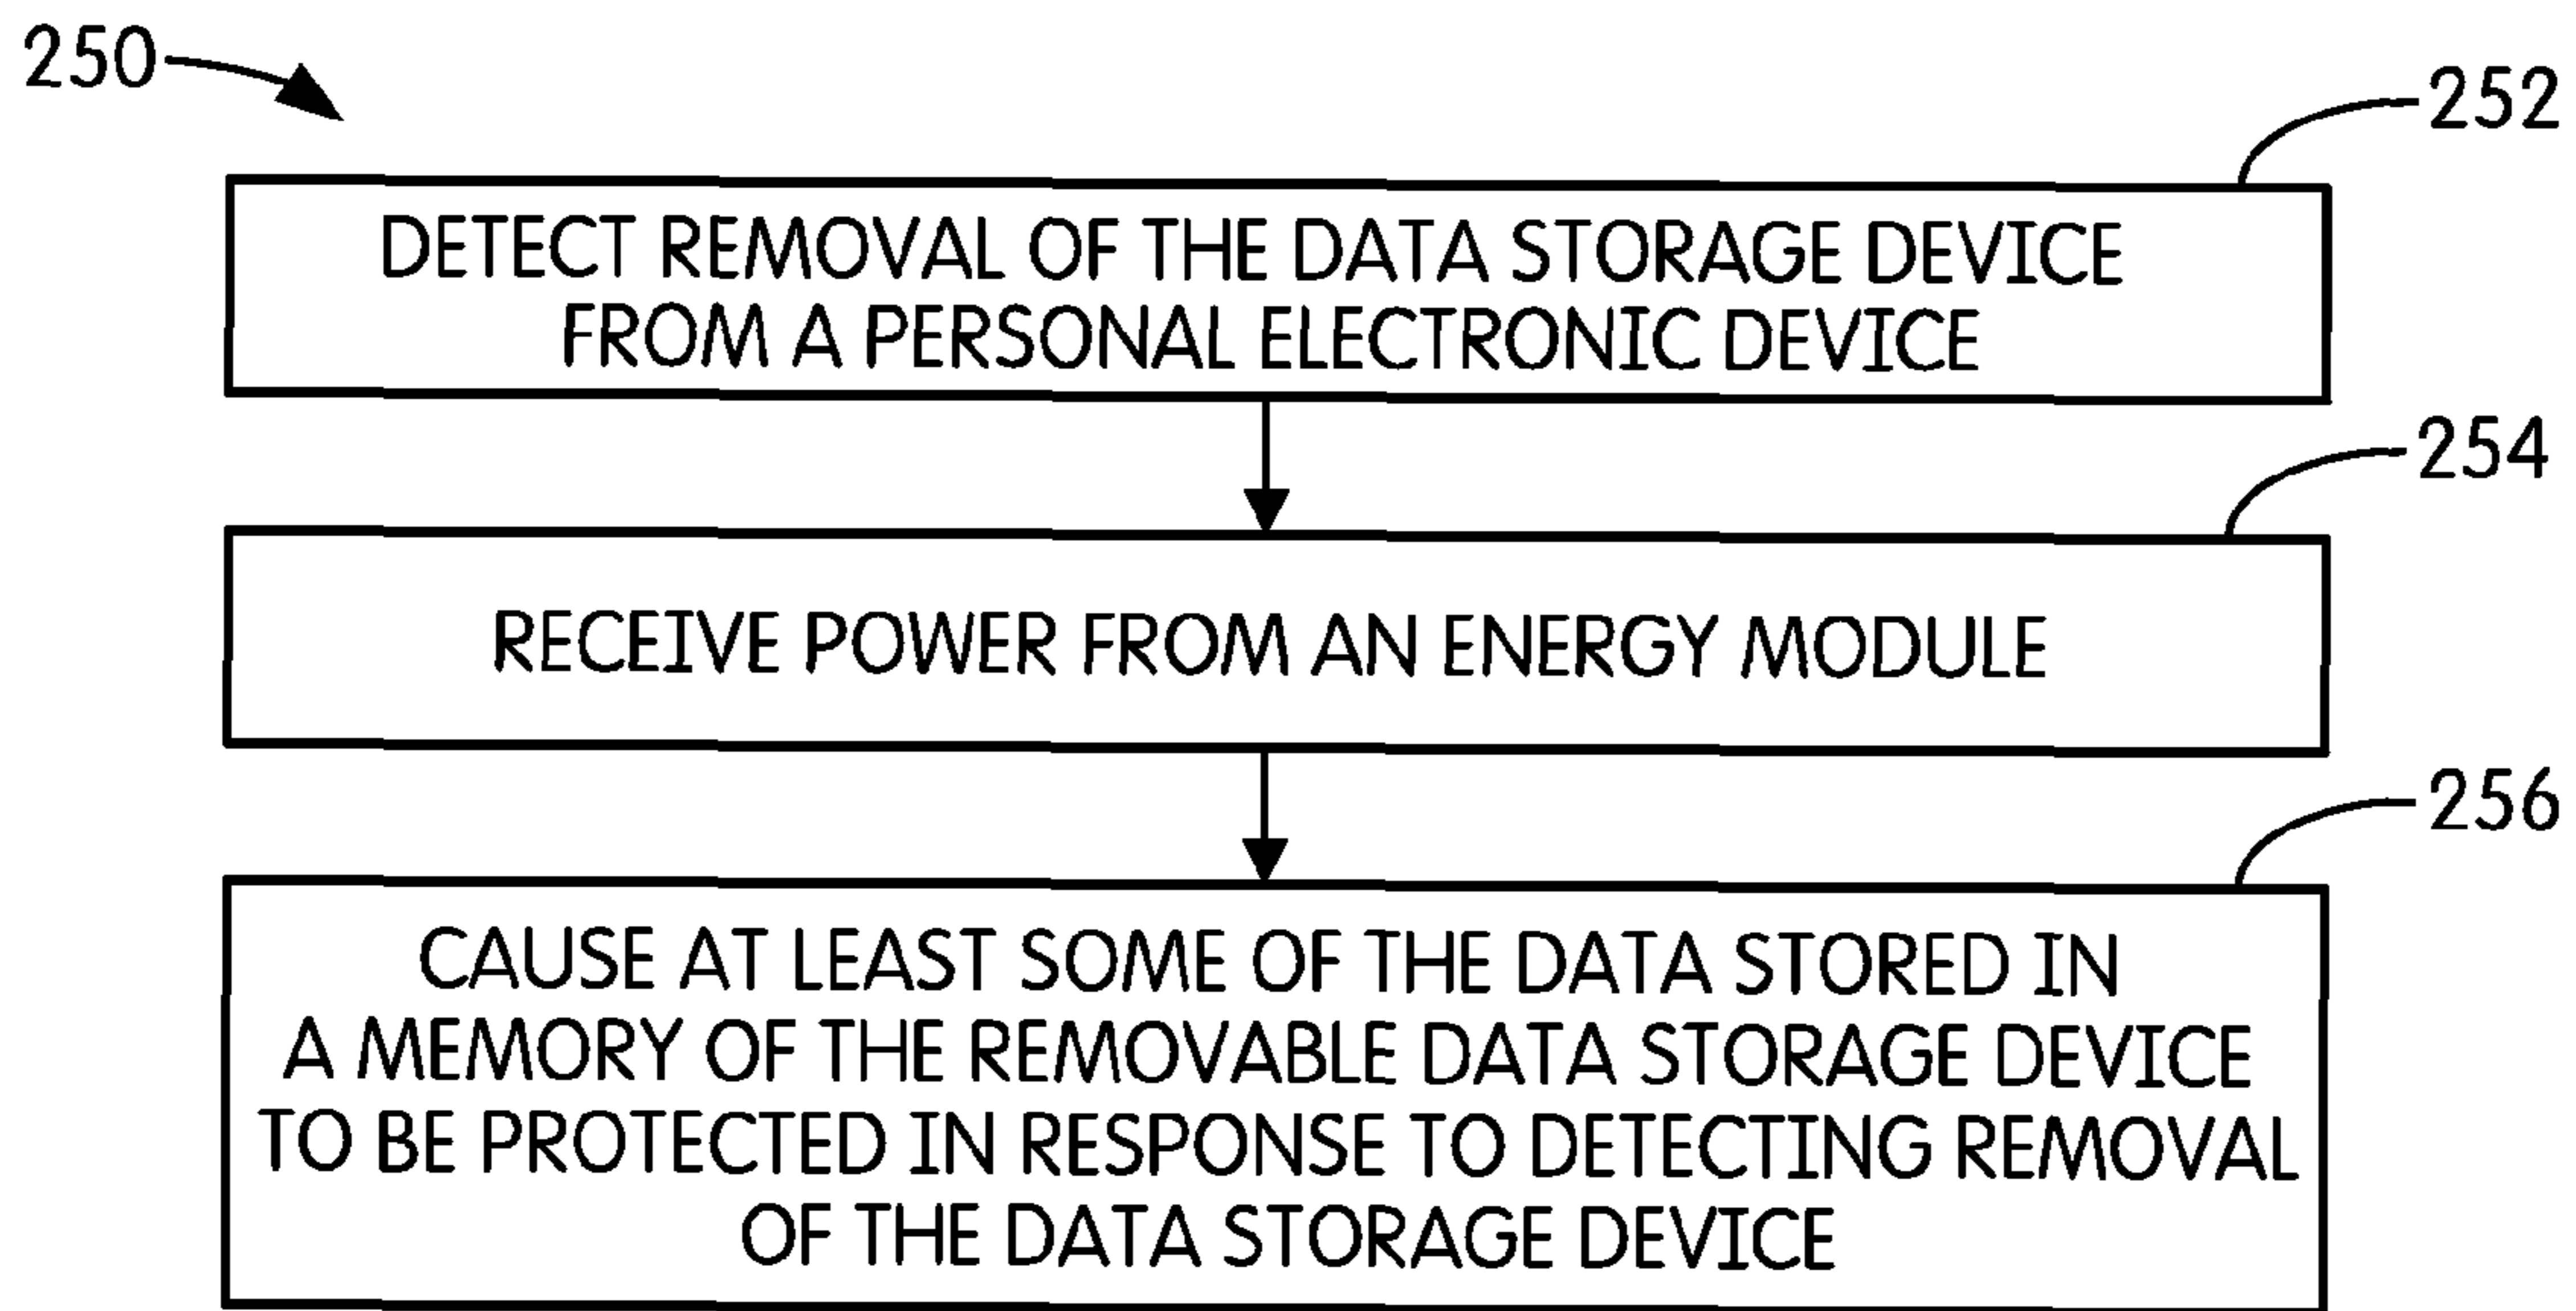 250
252
DETECT REMOVAL OF THE DATA STORAGE DEVICE
FROM A PERSONAL ELECTRONIC DEVICE
254
RECEIVE POWER FROM AN ENERGY MODULE
256
CAUSE AT LEAST SOME OF THE DATA STORED IN
A MEMORY OF THE REMOVABLE DATA STORAGE DEVICE
TO BE PROTECTED IN RESPONSE TO DETECTING REMOVAL
OF THE DATA STORAGE DEVICE